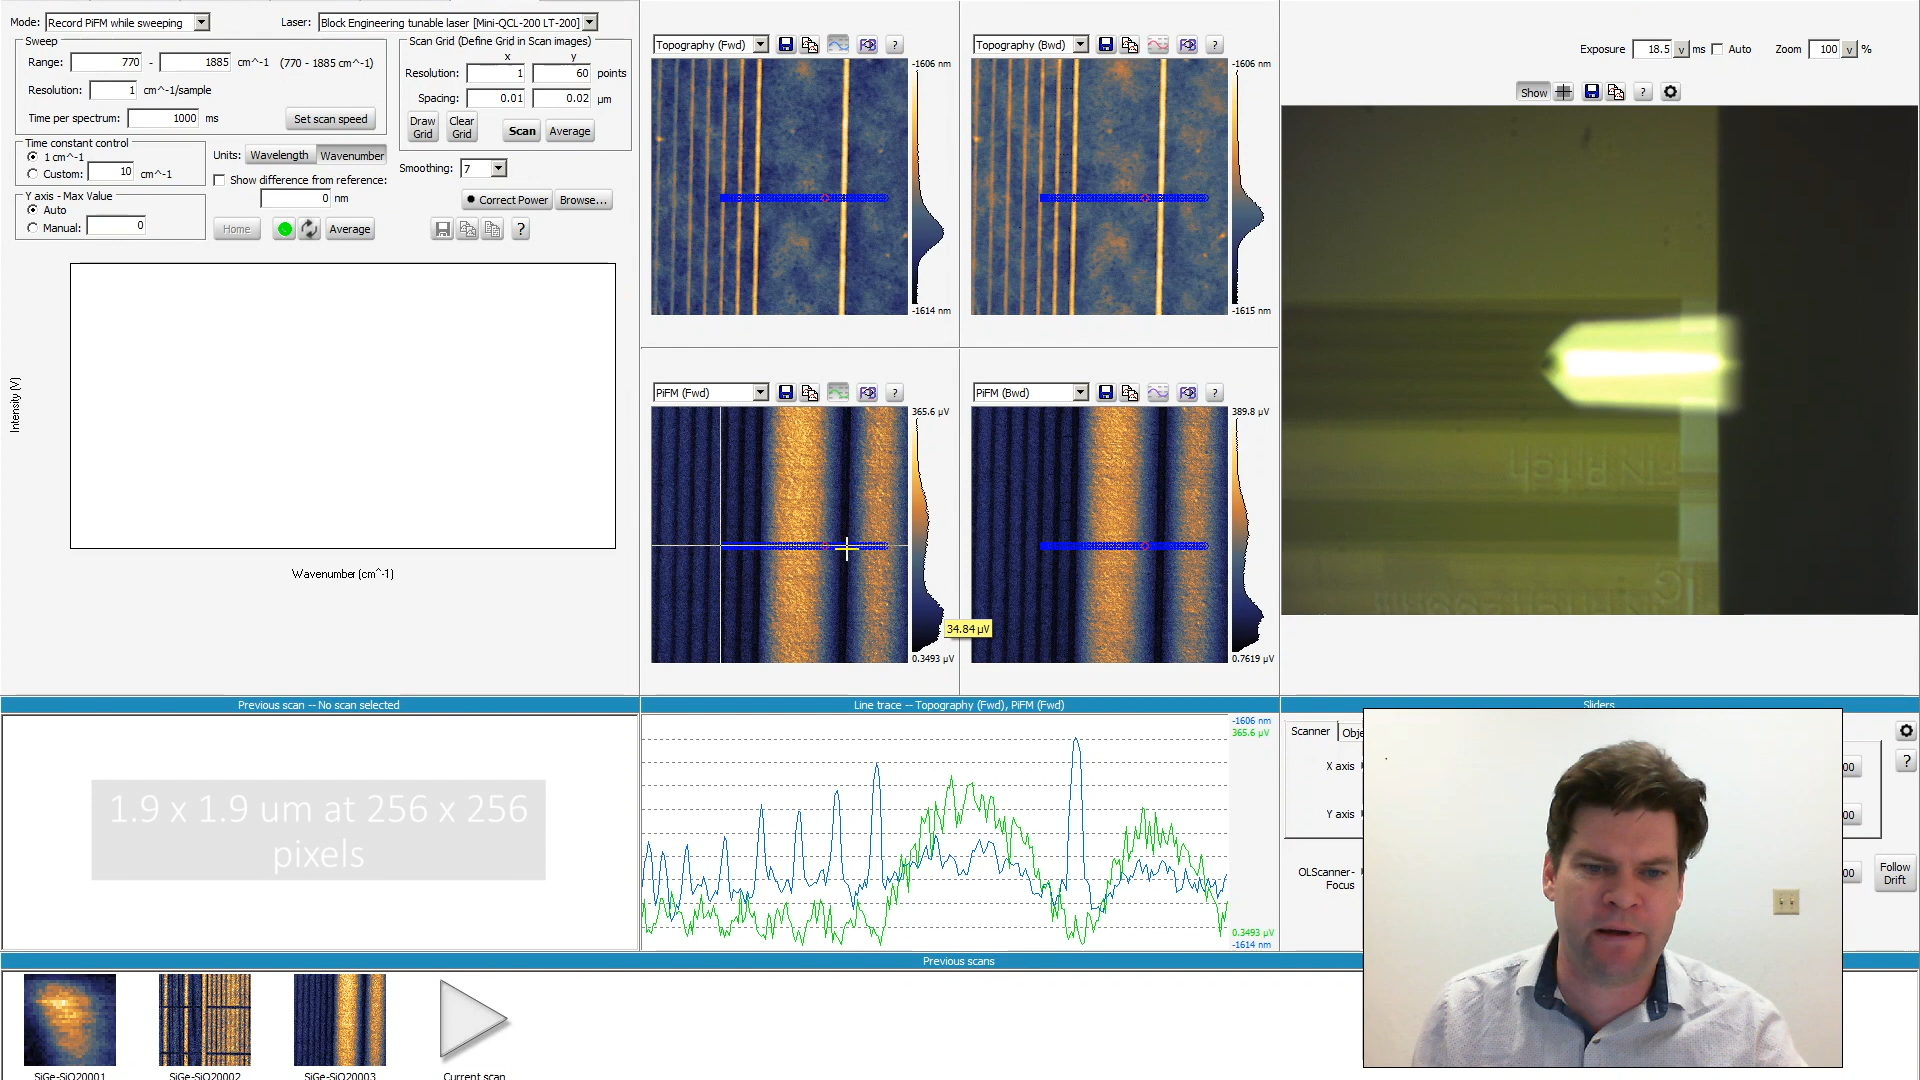 Mode: Record PiFM while sweeping Laser: Block Engineering tunable laser [Mini-QCL-200 LT-200]
Sweep
Range: 770 - 1885 cm^-1 (770 - 1885 cm^-1)
Resolution: 1 cm^-1/sample
Time per spectrum: 1000 ms Set scan speed
Scan Grid (Define Grid in Scan images)
x y
Resolution: 1 60 points
Spacing: 0.01 0.02 µm
Draw Grid Clear Grid Scan Average
Time constant control
1 cm^-1
Custom: 10 cm^-1
Units: Wavelength Wavenumber
Show difference from reference:
0 nm
Smoothing: 7
Correct Power Browse...
Y axis - Max Value
Auto
Manual: 0
Home Average ?
Intensity (V)
Wavenumber (cm^-1)
Topography (Fwd) ?
-1606 nm
-1614 nm
Topography (Bwd) ?
-1606 nm
-1615 nm
PiFM (Fwd) ?
365.6 µV
34.84 µV
0.3493 µV
PiFM (Bwd) ?
389.8 µV
0.7619 µV
Exposure 18.5 v ms Auto Zoom 100 v %
Show ?
FIN Pitch
Previous scan -- No scan selected
1.9 x 1.9 um at 256 x 256
pixels
Line trace -- Topography (Fwd), PiFM (Fwd)
-1606 nm
365.6 µV
0.3493 µV
-1614 nm
Sliders
Scanner Obje
X axis 00
Y axis 00
OLScanner-
Focus 00
Follow
Drift
?
Previous scans
SiGe-SiO20001 SiGe-SiO20002 SiGe-SiO20003 Current scan